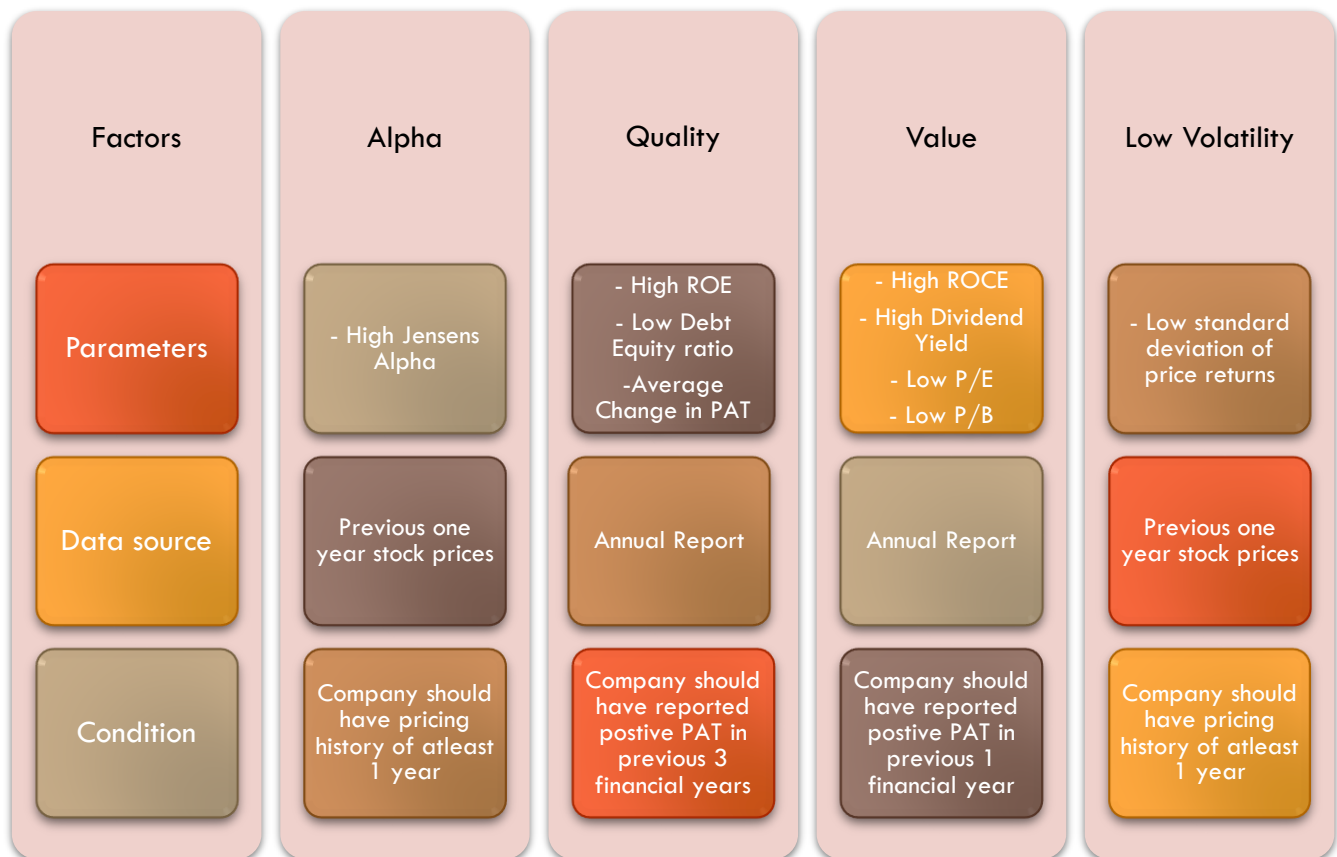 Factors
Alpha
Quality
Value
Low Volatility
Parameters
- High Jensens
Alpha
- High ROE
- Low Debt
Equity ratio
-Average
Change in PAT
- High ROCE
- High Dividend
Yield
- Low P/E
- Low P/B
- Low standard
deviation of
price returns
Data source
Previous one
year stock prices
Annual Report
Annual Report
Previous one
year stock prices
Condition
Company should
have pricing
history of atleast
1 year
Company should
have reported
postive PAT in
previous 3
financial years
Company should
have reported
postive PAT in
previous 1
financial year
Company should
have pricing
history of atleast
1 year